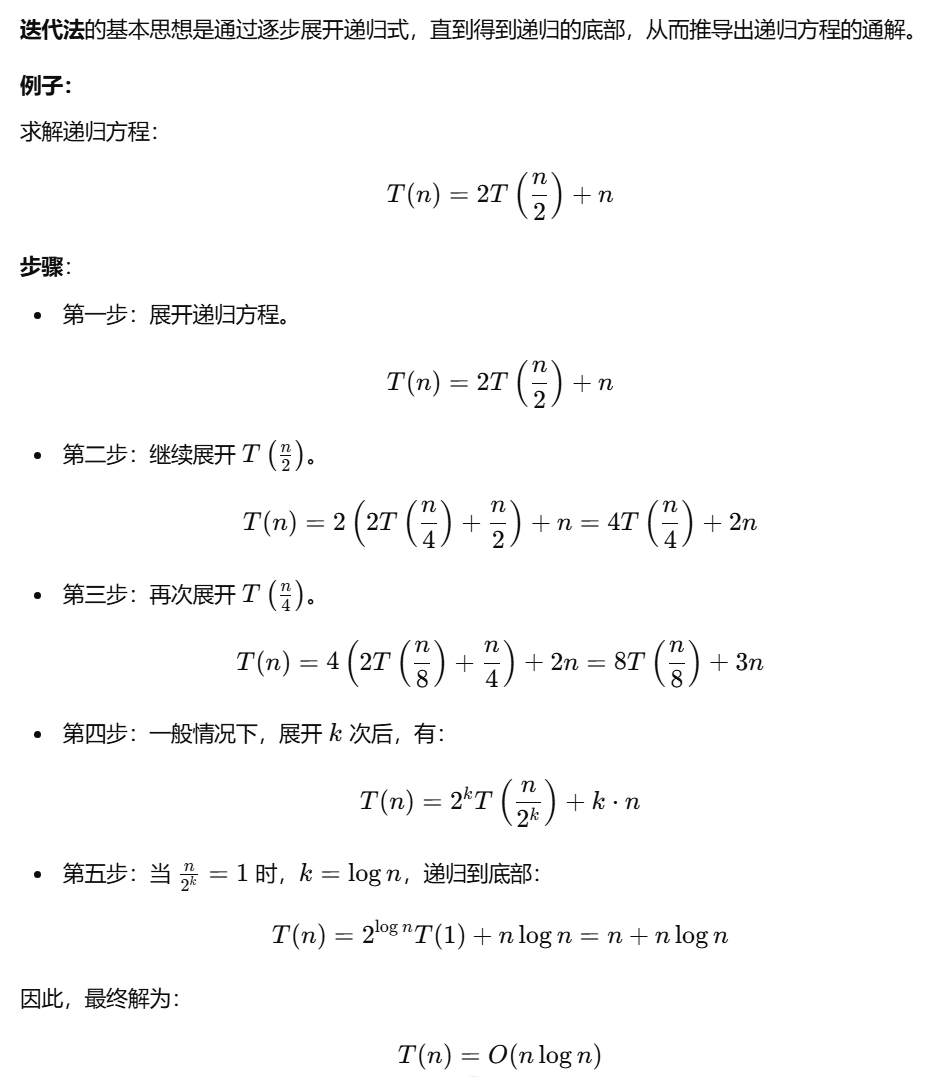 迭代法的基本思想是通过逐步展开递归式，直到得到递归的底部，从而推导出递归方程的通解。
例子：
求解递归方程：
$T(n) = 2T\left(\frac{n}{2}\right) + n$
步骤：
• 第一步：展开递归方程。
$T(n) = 2T\left(\frac{n}{2}\right) + n$
• 第二步：继续展开 $T\left(\frac{n}{2}\right)$。
$T(n) = 2\left(2T\left(\frac{n}{4}\right) + \frac{n}{2}\right) + n = 4T\left(\frac{n}{4}\right) + 2n$
• 第三步：再次展开 $T\left(\frac{n}{4}\right)$。
$T(n) = 4\left(2T\left(\frac{n}{8}\right) + \frac{n}{4}\right) + 2n = 8T\left(\frac{n}{8}\right) + 3n$
• 第四步：一般情况下，展开 $k$ 次后，有：
$T(n) = 2^k T\left(\frac{n}{2^k}\right) + k \cdot n$
• 第五步：当 $\frac{n}{2^k} = 1$ 时，$k = \log n$，递归到底部：
$T(n) = 2^{\log n} T(1) + n \log n = n + n \log n$
因此，最终解为：
$T(n) = O(n \log n)$